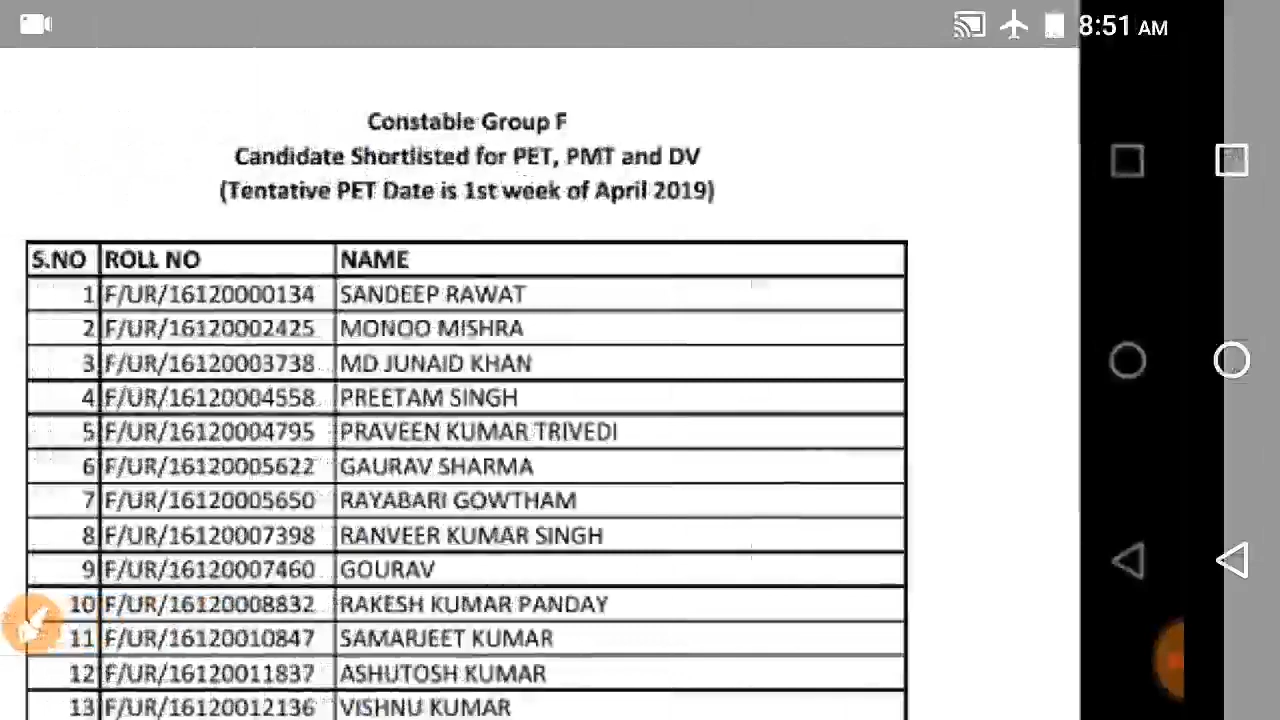 8:51 AM
Constable Group F
Candidate Shortlisted for PET, PMT and DV
(Tentative PET Date is 1st week of April 2019)
S.NO ROLL NO NAME
1 F/UR/16120000134 SANDEEP RAWAT
2 F/UR/16120002425 MONOO MISHRA
3 F/UR/16120003738 MD JUNAID KHAN
4 F/UR/16120004558 PREETAM SINGH
5 F/UR/16120004795 PRAVEEN KUMAR TRIVEDI
6 F/UR/16120005622 GAURAV SHARMA
7 F/UR/16120005650 RAYABARI GOWTHAM
8 F/UR/16120007398 RANVEER KUMAR SINGH
9 F/UR/16120007460 GOURAV
10 F/UR/16120008832 RAKESH KUMAR PANDAY
11 F/UR/16120010847 SAMARJEET KUMAR
12 F/UR/16120011837 ASHUTOSH KUMAR
13 F/UR/16120012136 VISHNU KUMAR